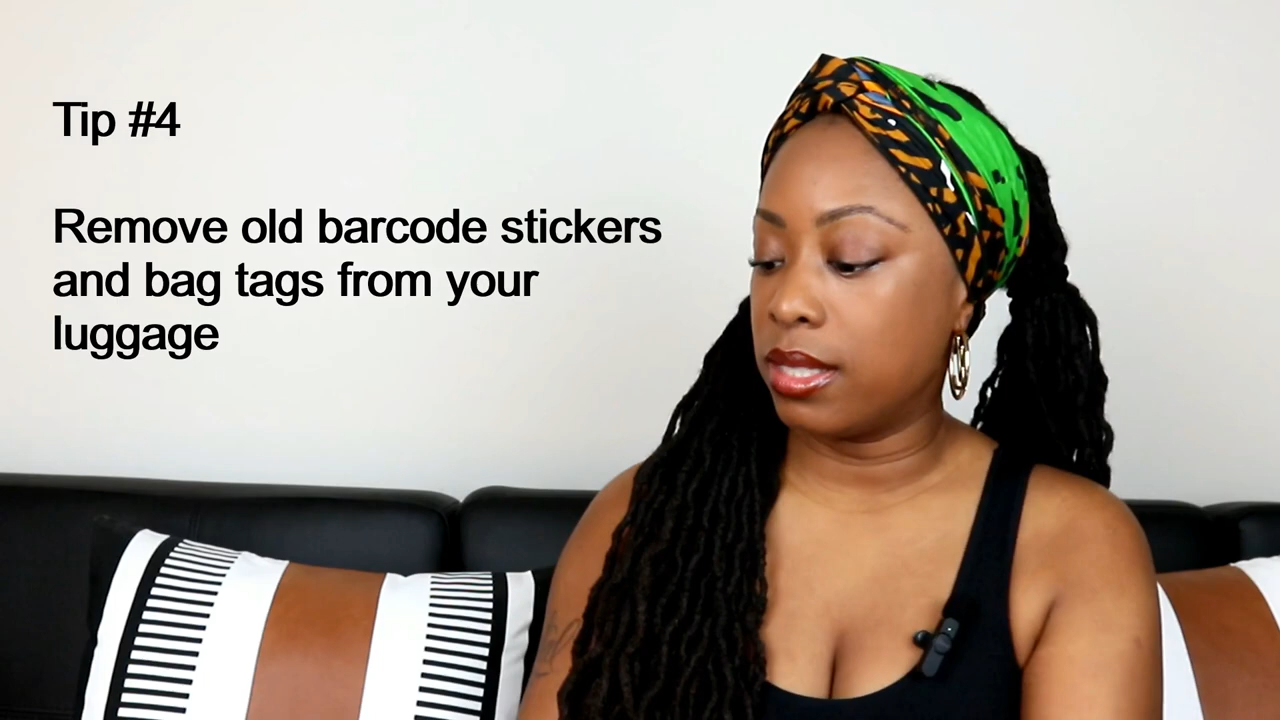 Tip #4
Remove old barcode stickers
and bag tags from your
luggage